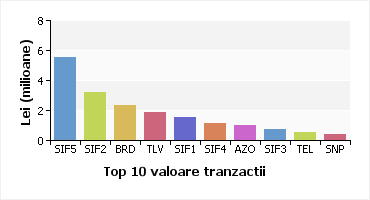 8
6
4
2
0
Lei (milioane)
SIF5 SIF2 BRD TLV SIF1 SIF4 AZO SIF3 TEL SNP
Top 10 valoare tranzactii